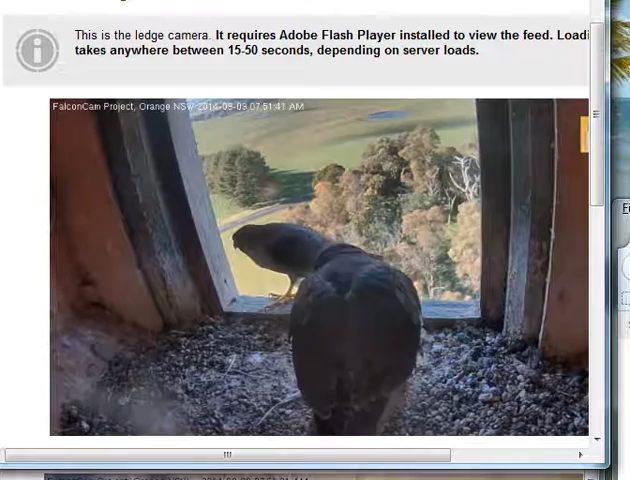 This is the ledge camera. It requires Adobe Flash Player installed to view the feed. Loadi
takes anywhere between 15-50 seconds, depending on server loads.
FalconCam Project, Orange NSW 2014-09-09 07:51:41 AM